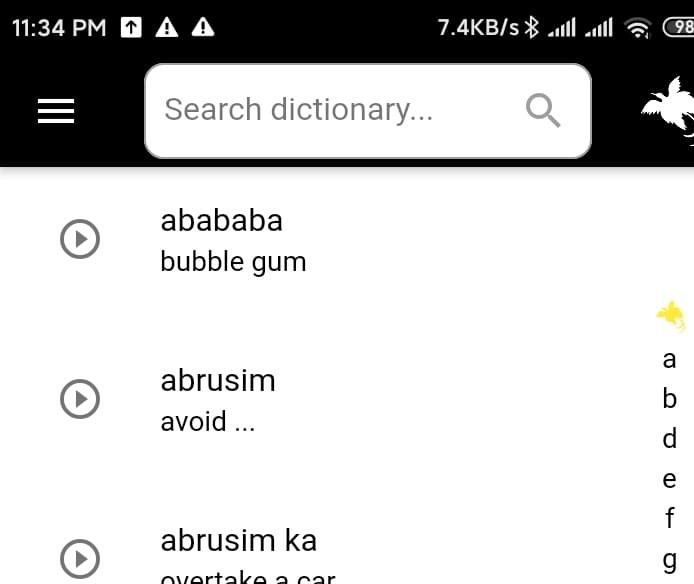 11:34 PM 7.4KB/s 98
Search dictionary...
abababa
bubble gum
abrusim
avoid ...
abrusim ka
overtake a car
a
b
d
e
f
g